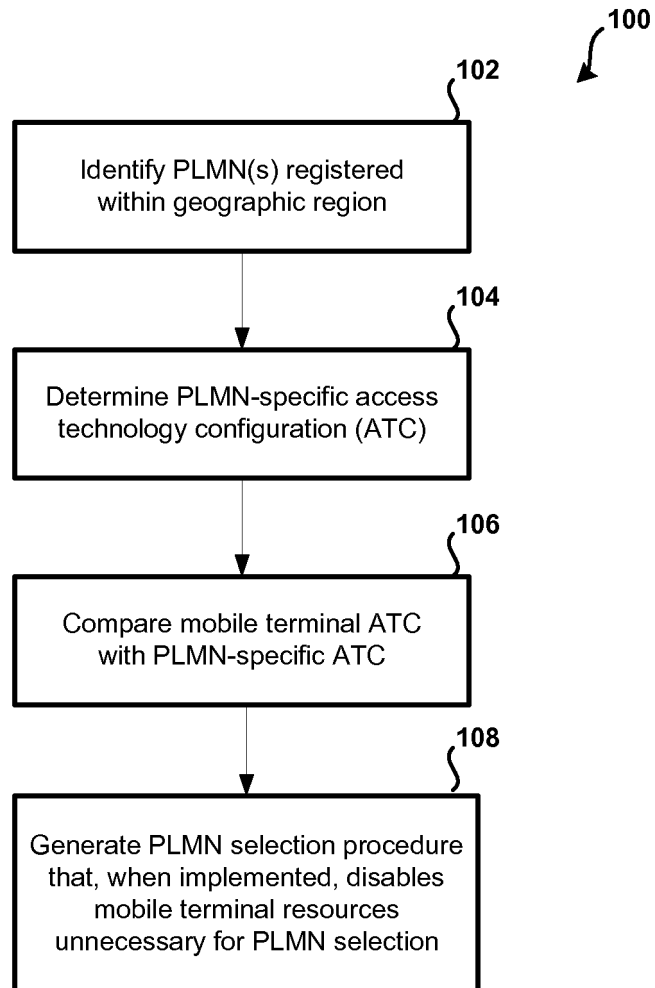 100
102
Identify PLMN(s) registered
within geographic region
104
Determine PLMN-specific access
technology configuration (ATC)
106
Compare mobile terminal ATC
with PLMN-specific ATC
108
Generate PLMN selection procedure
that, when implemented, disables
mobile terminal resources
unnecessary for PLMN selection